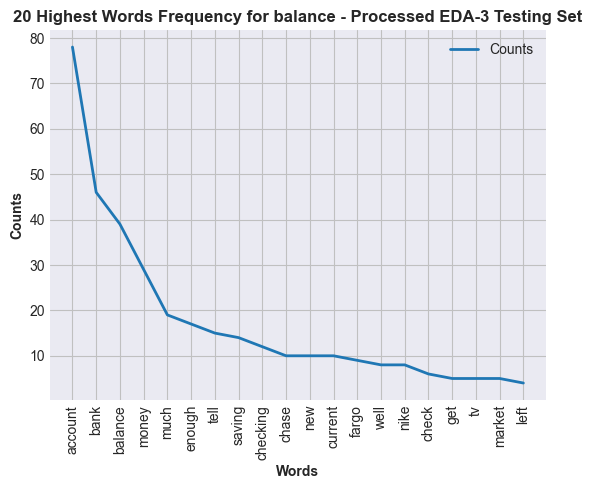 20 Highest Words Frequency for balance - Processed EDA-3 Testing Set
Counts
80
70
60
50
40
30
20
10
Counts
account
bank
balance
money
much
enough
tell
saving
checking
chase
new
current
fargo
well
nike
check
get
tv
market
left
Words